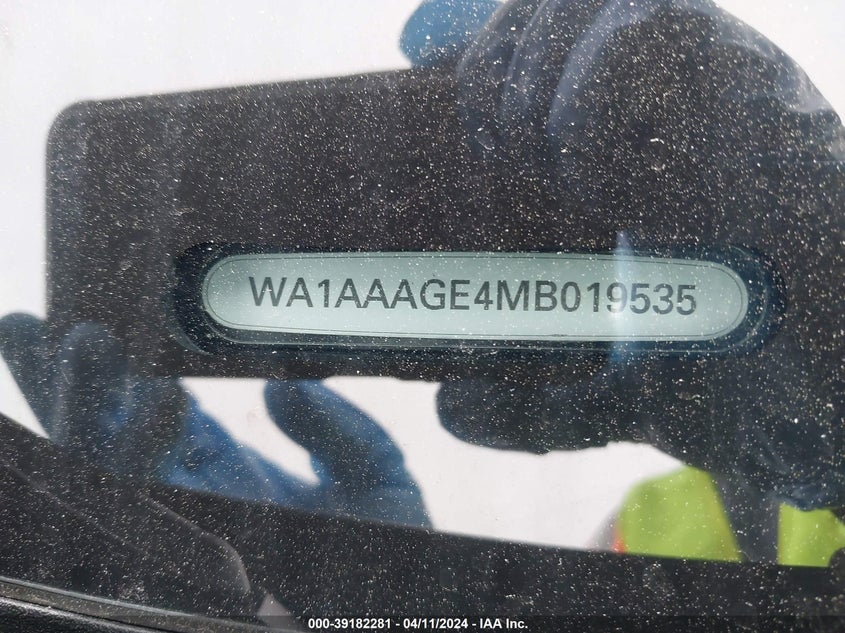 WA1AAAGE4MB019535
000-39182281 - 04/11/2024 - IAA Inc.